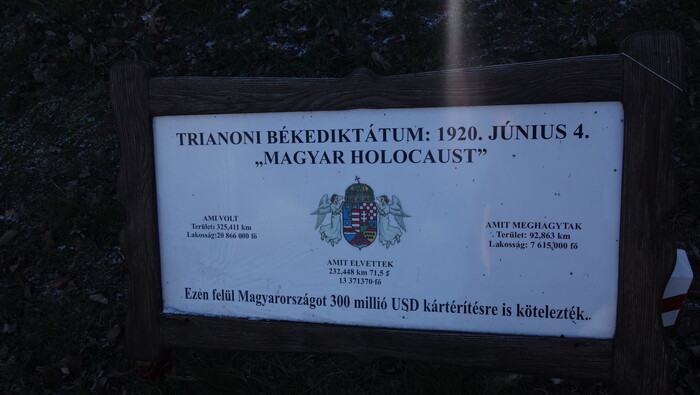 TRIANONI BÉKEDIKTÁTUM: 1920. JÚNIUS 4.
„MAGYAR HOLOCAUST”
AMI VOLT
Terület: 325,411 km
Lakosság:20 866 000 fő
AMIT ELVETTEK
232,448 km 71,5
13 371370 fő
AMIT MEGHAGYTAK
Terület: 92,863 km
Lakosság: 7 615,000 fő
Ezen felül Magyarországot 300 millió USD kártérítésre is kötelezték.